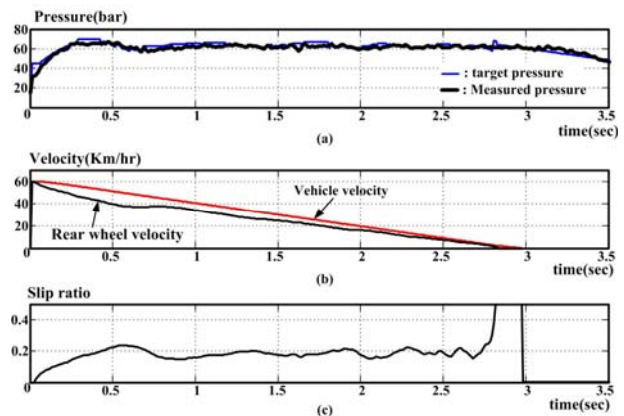 Pressure(bar)
80
60
40
20
0
: target pressure
: Measured pressure
0 0.5 1 1.5 2 2.5 3 3.5
time(sec)
(a)
Velocity(Km/hr)
60
40
20
0
Vehicle velocity
Rear wheel velocity
0 0.5 1 1.5 2 2.5 3 3.5
time(sec)
(b)
Slip ratio
0.4
0.2
0
0 0.5 1 1.5 2 2.5 3 3.5
time(sec)
(c)